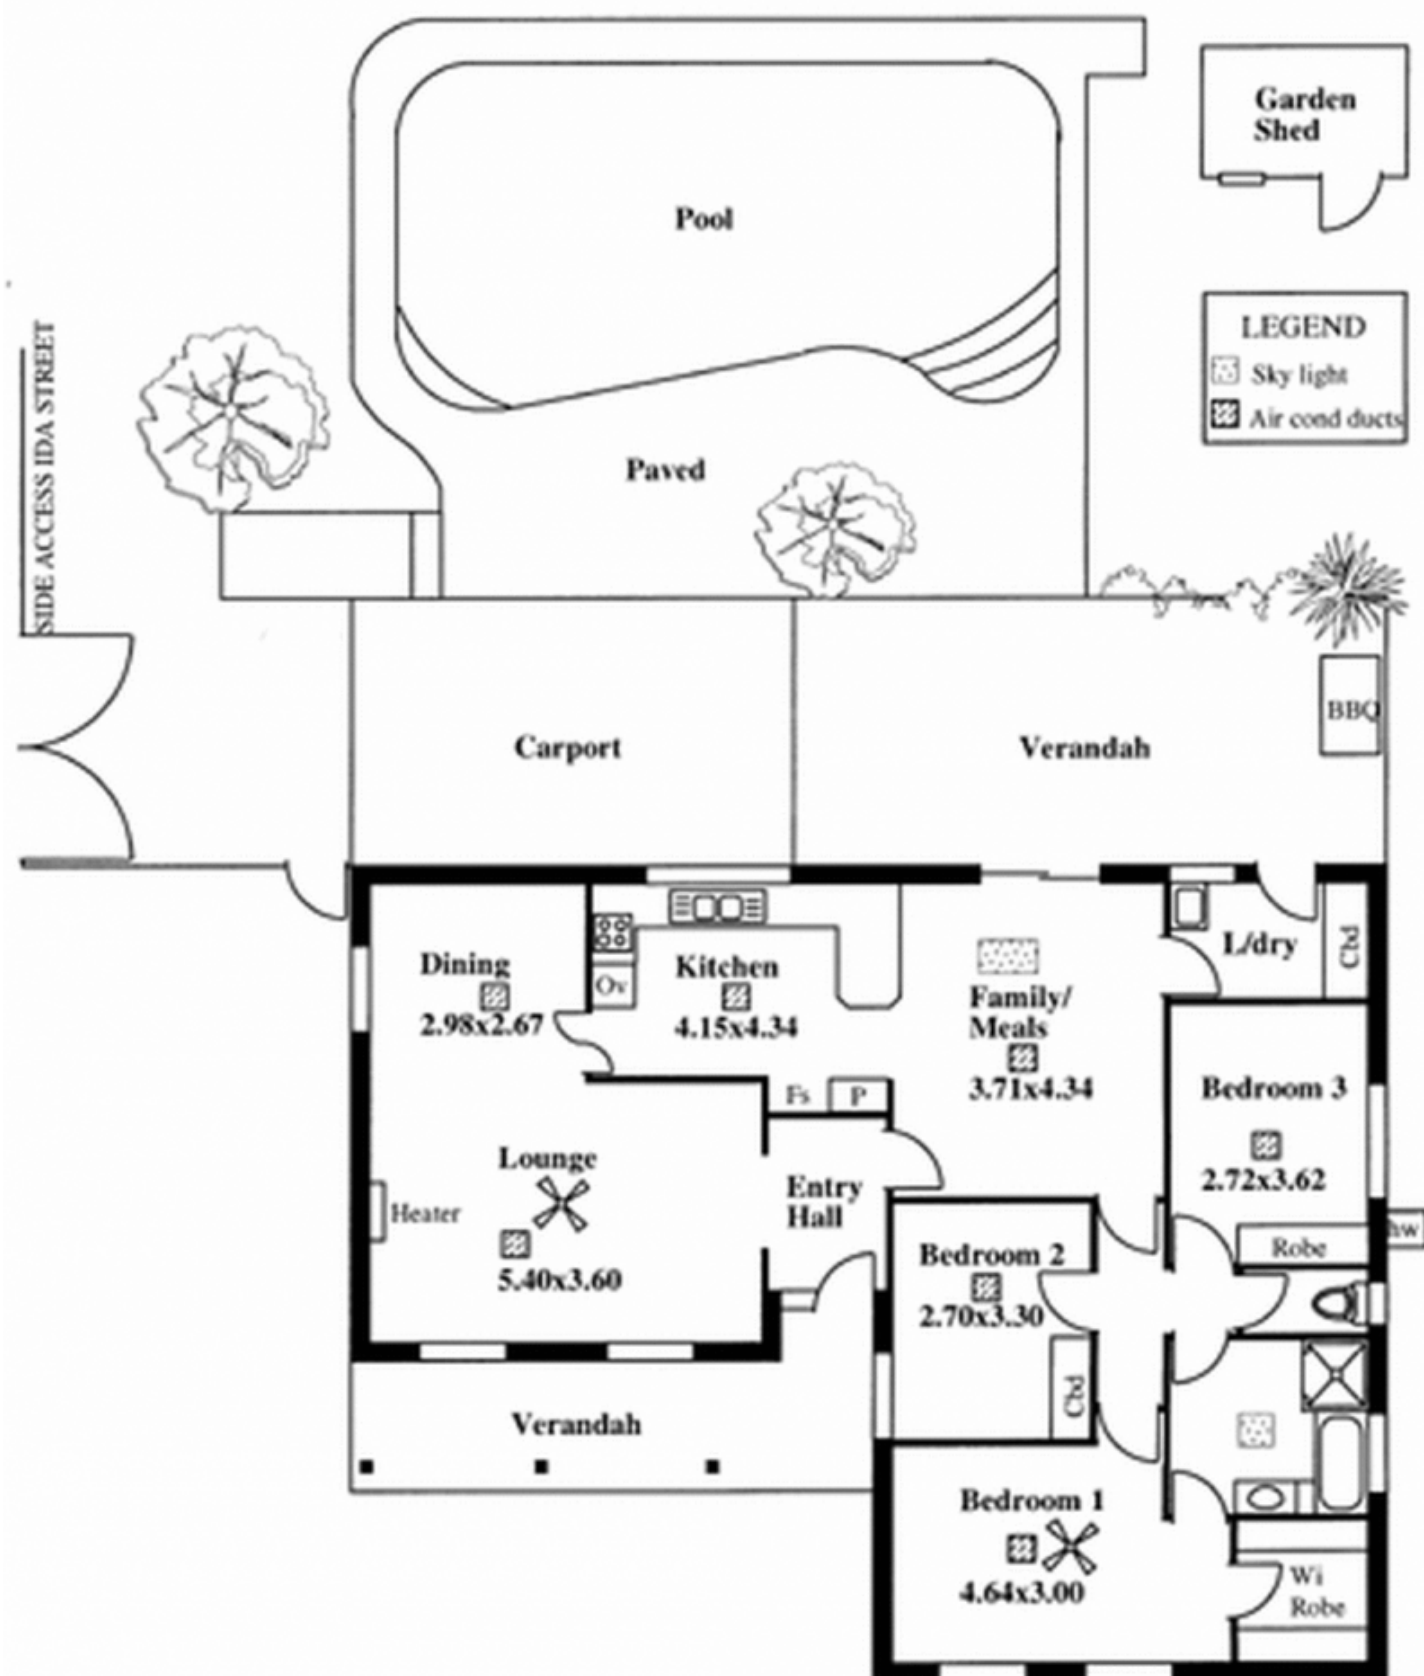 Garden
Shed
Pool
LEGEND
Sky light
Air cond ducts
SIDE ACCESS IDA STREET
Paved
BBQ
Carport
Verandah
Dining
2.98x2.67
Ov
Kitchen
4.15x4.34
Family/
Meals
3.71x4.34
L/dry
Cbd
Fs
P
Bedroom 3
2.72x3.62
Robe
hw
Lounge
Heater
5.40x3.60
Entry
Hall
Bedroom 2
2.70x3.30
Cbd
Verandah
Bedroom 1
4.64x3.00
Wi
Robe